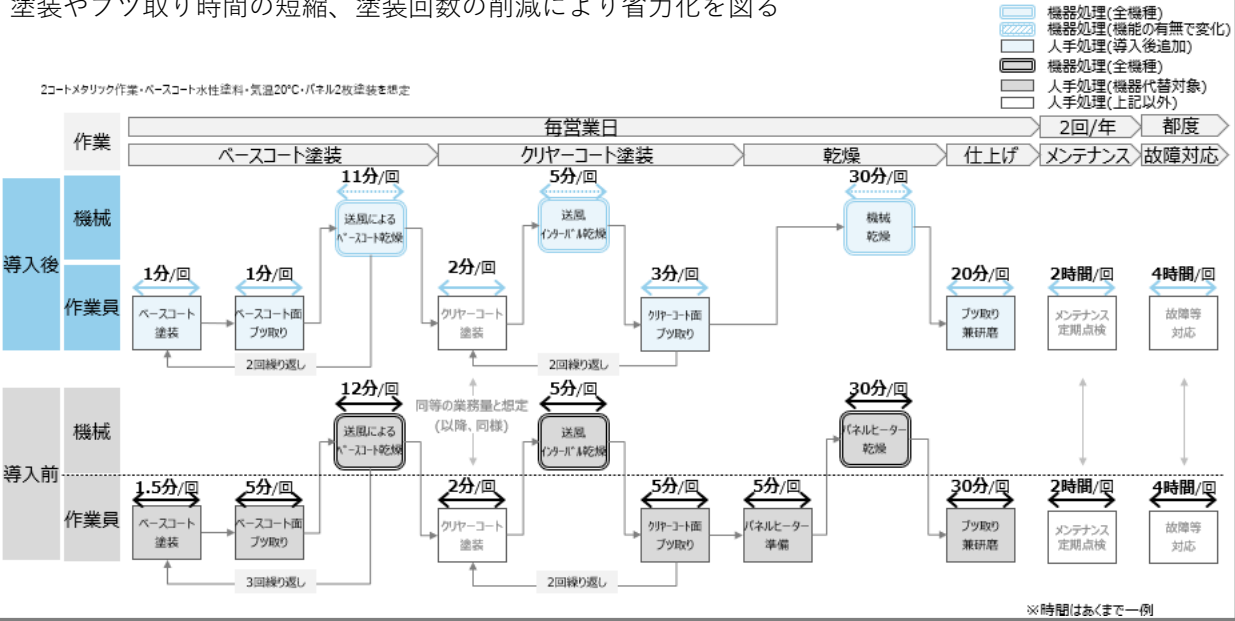 塗装やブツ取り時間の短縮、塗装回数の削減により省力化を図る
機器処理(全機種)
機器処理(機能の有無で変化)
人手処理(導入後追加)
機器処理(全機種)
人手処理(機器代替対象)
人手処理(上記以外)
2コートメタリック作業・ベースコート水性塗料・気温20℃・パネル2枚塗装を想定
作業
毎営業日
2回/年
都度
ベースコート塗装
クリヤーコート塗装
乾燥
仕上げ
メンテナンス
故障対応
導入後
機械
11分/回
5分/回
30分/回
送風による
ベースコート乾燥
送風
インターバル乾燥
機械
乾燥
作業員
1分/回
1分/回
2分/回
3分/回
20分/回
2時間/回
4時間/回
ベースコート
塗装
ベースコート面
ブツ取り
クリヤーコート
塗装
クリヤーコート面
ブツ取り
ブツ取り
兼研磨
メンテナンス
定期点検
故障等
対応
2回繰り返し
2回繰り返し
導入前
機械
12分/回
同等の業務量と想定
(以降、同様)
5分/回
30分/回
送風による
ベースコート乾燥
送風
インターバル乾燥
パネルヒーター
乾燥
作業員
1.5分/回
5分/回
2分/回
5分/回
5分/回
30分/回
2時間/回
4時間/回
ベースコート
塗装
ベースコート面
ブツ取り
クリヤーコート
塗装
クリヤーコート面
ブツ取り
パネルヒーター
準備
ブツ取り
兼研磨
メンテナンス
定期点検
故障等
対応
3回繰り返し
2回繰り返し
※時間はあくまで一例